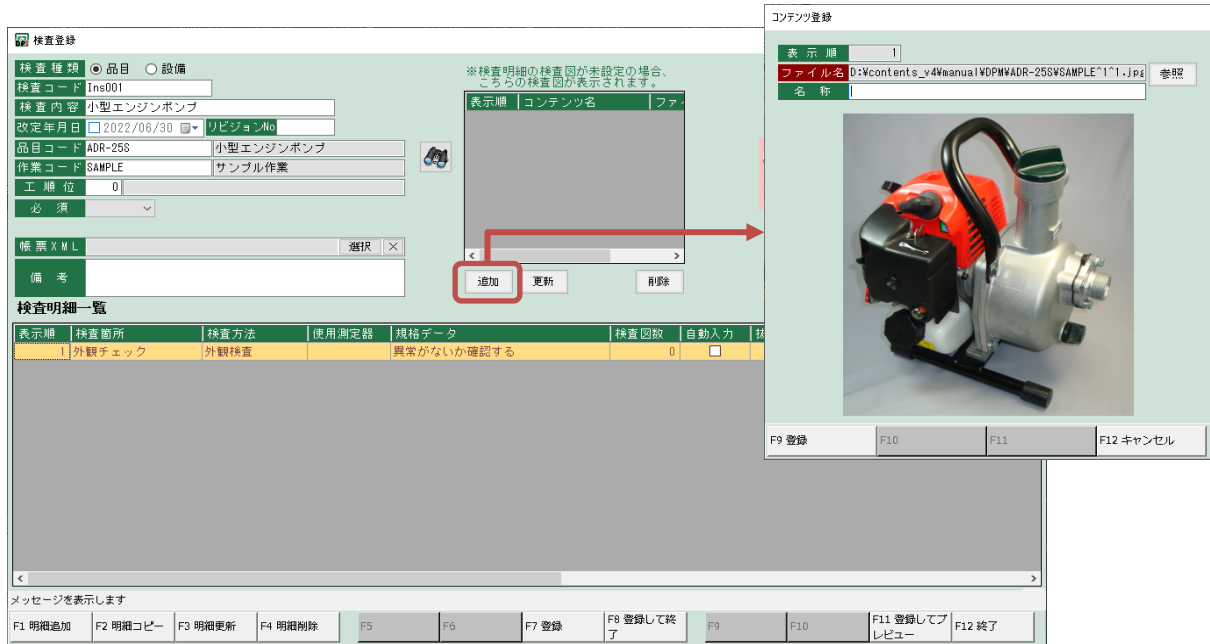 検査登録
検査種類 品目 設備
検査コード Ins001
検査内容 小型エンジンポンプ
改定年月日 2022/06/30 リビジョンNo
品目コード ADR-25S 小型エンジンポンプ
作業コード SAMPLE サンプル作業
工順位 0
必須
帳票XML 選択
備考
※検査明細の検査図が未設定の場合、
こちらの検査図が表示されます。
表示順 コンテンツ名 ファイ
追加 更新 削除
検査明細一覧
表示順 検査箇所 検査方法 使用測定器 規格データ 検査図数 自動入力 抜
1 外観チェック 外観検査 異常がないか確認する 0
メッセージを表示します
F1 明細追加 F2 明細コピー F3 明細更新 F4 明細削除 F5 F6 F7 登録 F8 登録して終
了 F9 F10 F11 登録してプ
レビュー F12 終了
コンテンツ登録
表示順 1
ファイル名 D:¥contents_v4¥manual¥DPM¥ADR-25S¥SAMPLE^1^1.jpg 参照
名称
F9 登録 F10 F11 F12 キャンセル